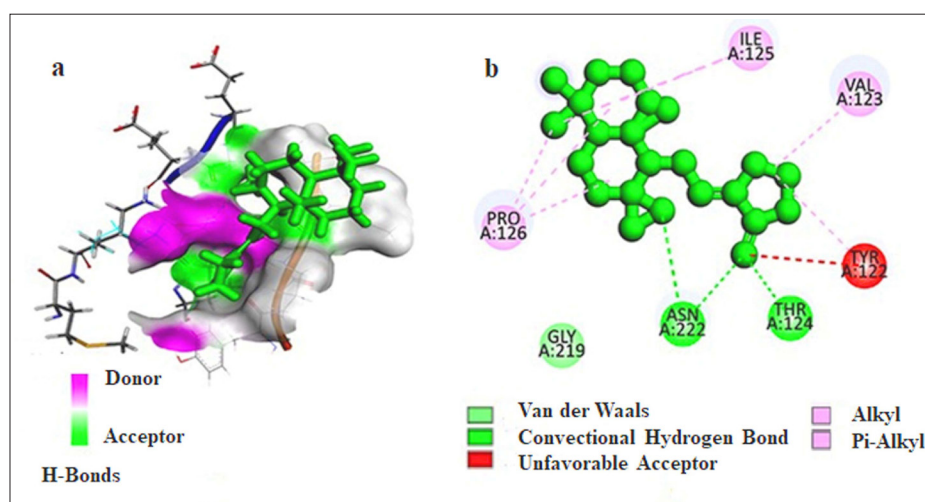 a
Donor
Acceptor
H-Bonds
b
ILE
A:125
VAL
A:123
PRO
A:126
TYR
A:122
ASN
A:222
THR
A:124
GLY
A:219
Van der Waals
Convectional Hydrogen Bond
Unfavorable Acceptor
Alkyl
Pi-Alkyl